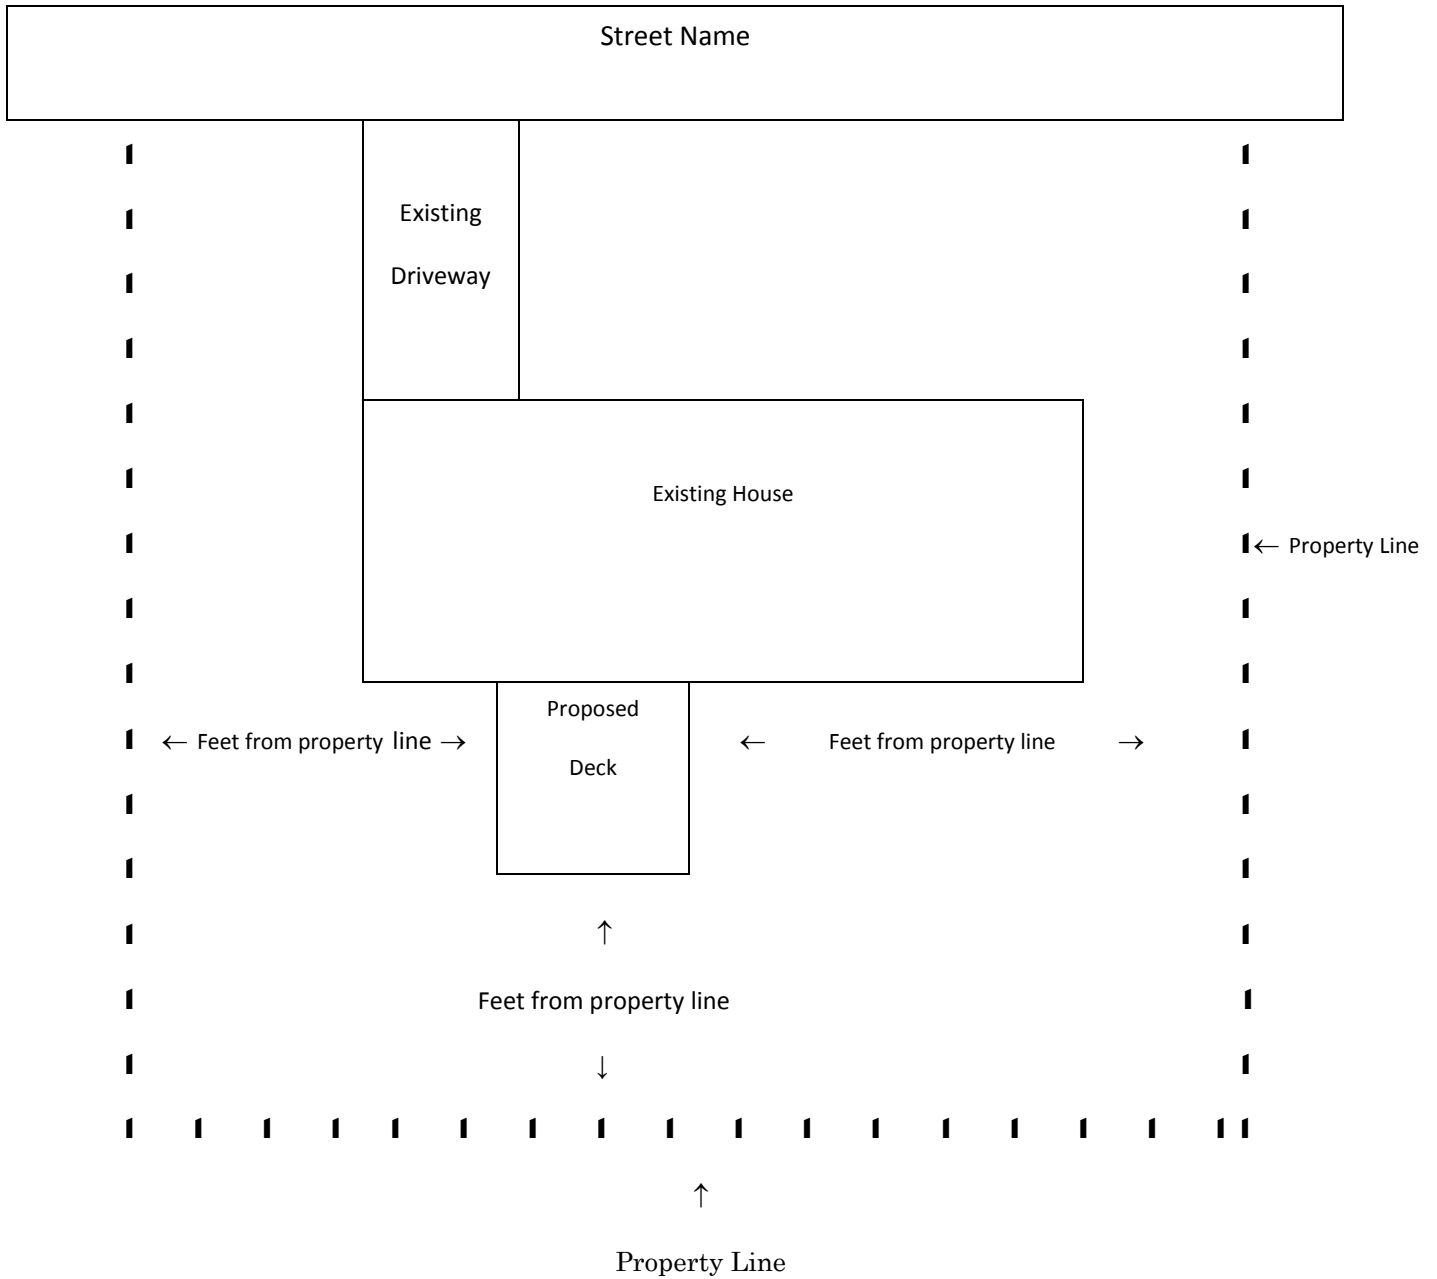 Street Name
Existing
Driveway
Existing House
← Property Line
Proposed
← Feet from property line →
← Feet from property line →
Deck
↑
Feet from property line
↓
↑
Property Line